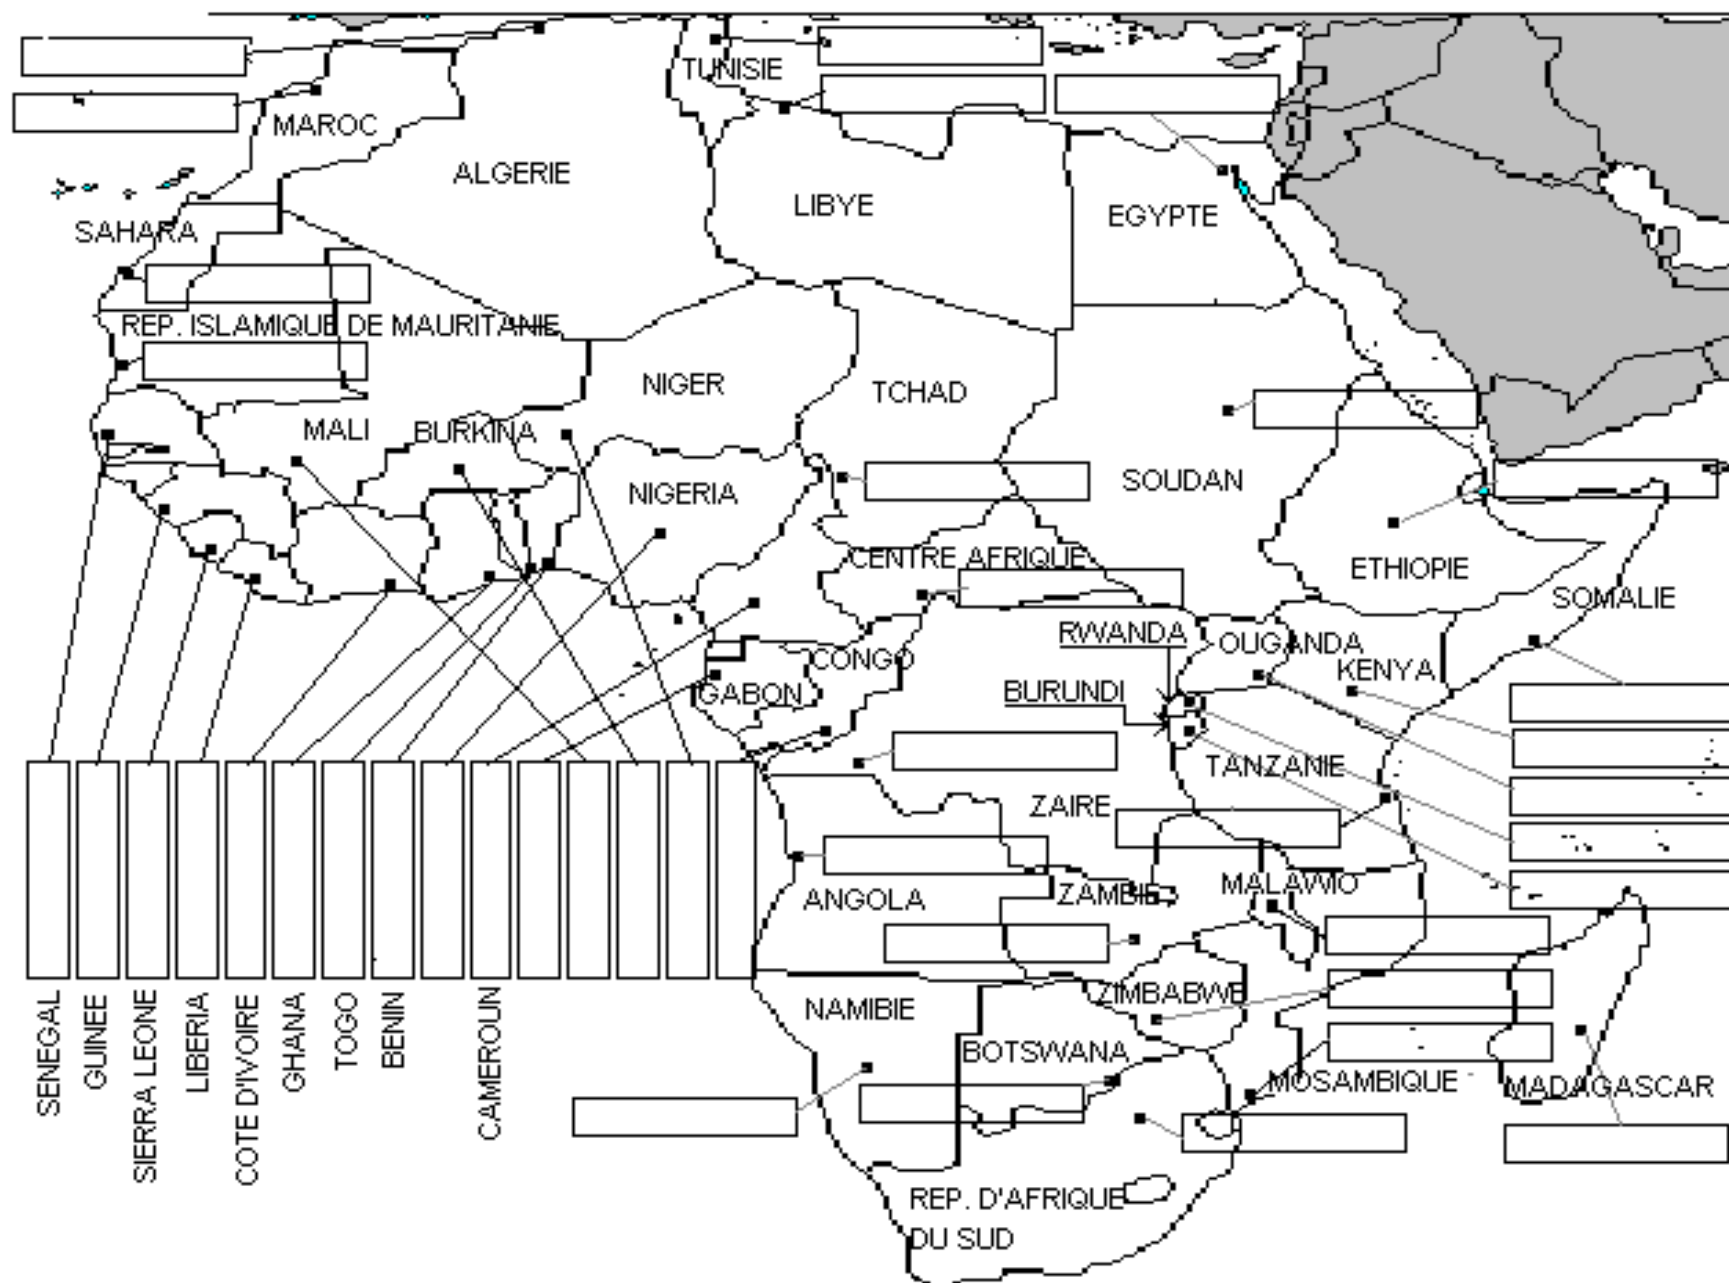 TUNISIE
MAROC
ALGERIE
LIBYE
EGYPTE
SAHARA
REP. ISLAMIQUE DE MAURITANIE
NIGER
TCHAD
MALI
BURKINA
NIGERIA
SOUDAN
CENTRE AFRIQUE
ETHIOPIE
SOMALIE
RWANDA
OUGANDA
CONGO
KENYA
GABON
BURUNDI
TANZANIE
ZAIRE
MALAWIO
ANGOLA
ZAMBIE
NAMIBIE
ZIMBABWE
BOTSWANA
MOSAMBIQUE
MADAGASCAR
SENEGAL
GUINEE
SIERRA LEONE
LIBERIA
COTE D'IVOIRE
GHANA
TOGO
BENIN
CAMEROUN
REP. D'AFRIQUE
DU SUD